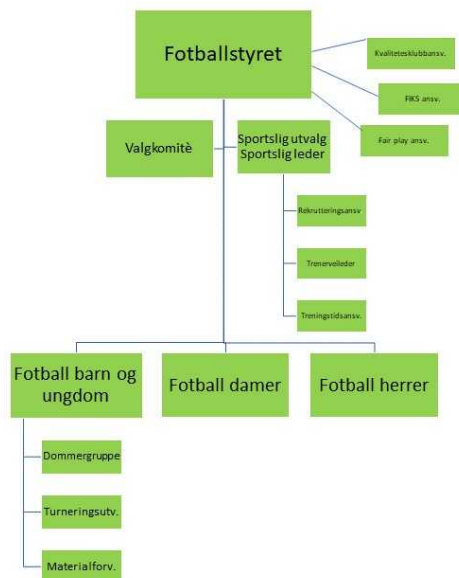 Fotballstyret
Kvalitetesklubbansv.
FIKS ansv.
Fair play ansv.
Valgkomitè
Sportslig utvalg
Sportslig leder
Rekrutteringsansv
Trenerveileder
Treningstidsansv.
Fotball barn og
ungdom
Fotball damer
Fotball herrer
Dommergruppe
Turneringsutv.
Materialforv.